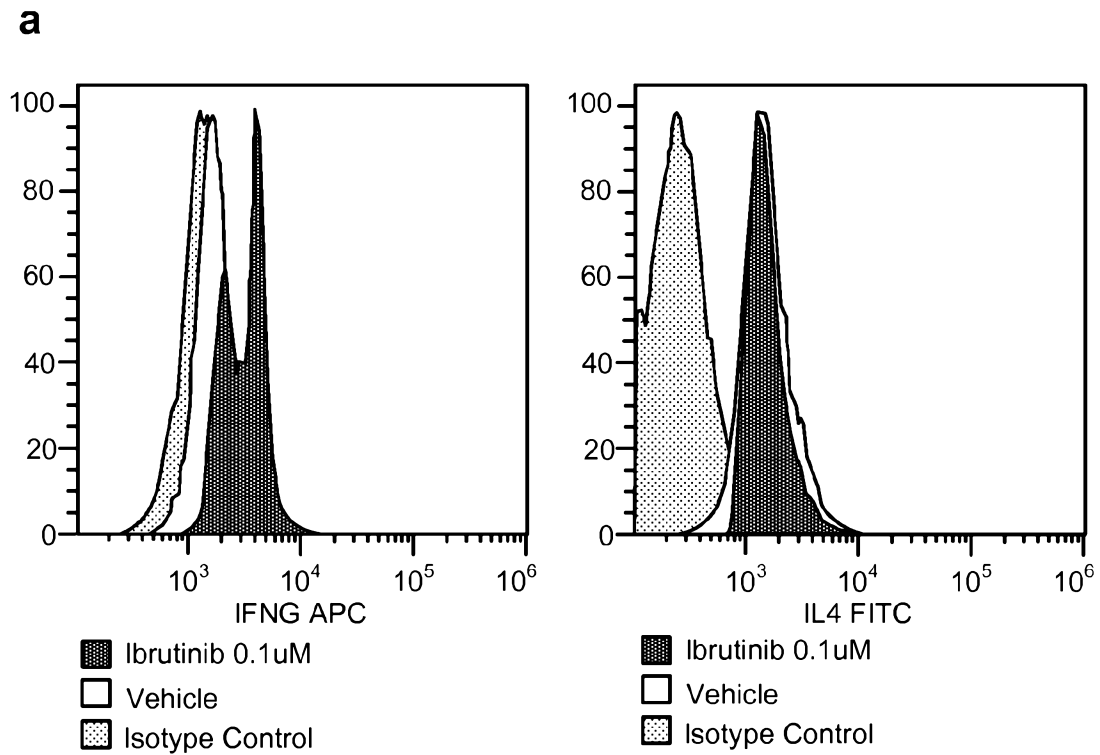 a
100
80
60
40
20
0
10^3 10^4 10^5 10^6
IFNG APC
Ibrutinib 0.1uM
Vehicle
Isotype Control
100
80
60
40
20
0
10^3 10^4 10^5 10^6
IL4 FITC
Ibrutinib 0.1uM
Vehicle
Isotype Control